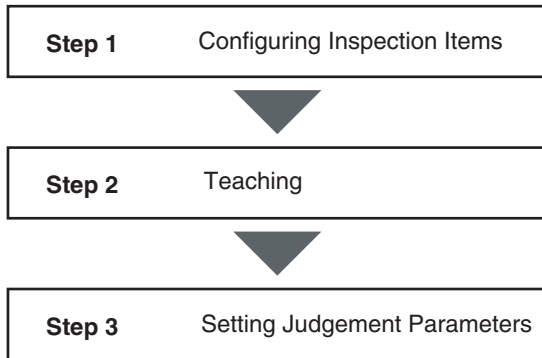 Step 1 Configuring Inspection Items
Step 2 Teaching
Step 3 Setting Judgement Parameters